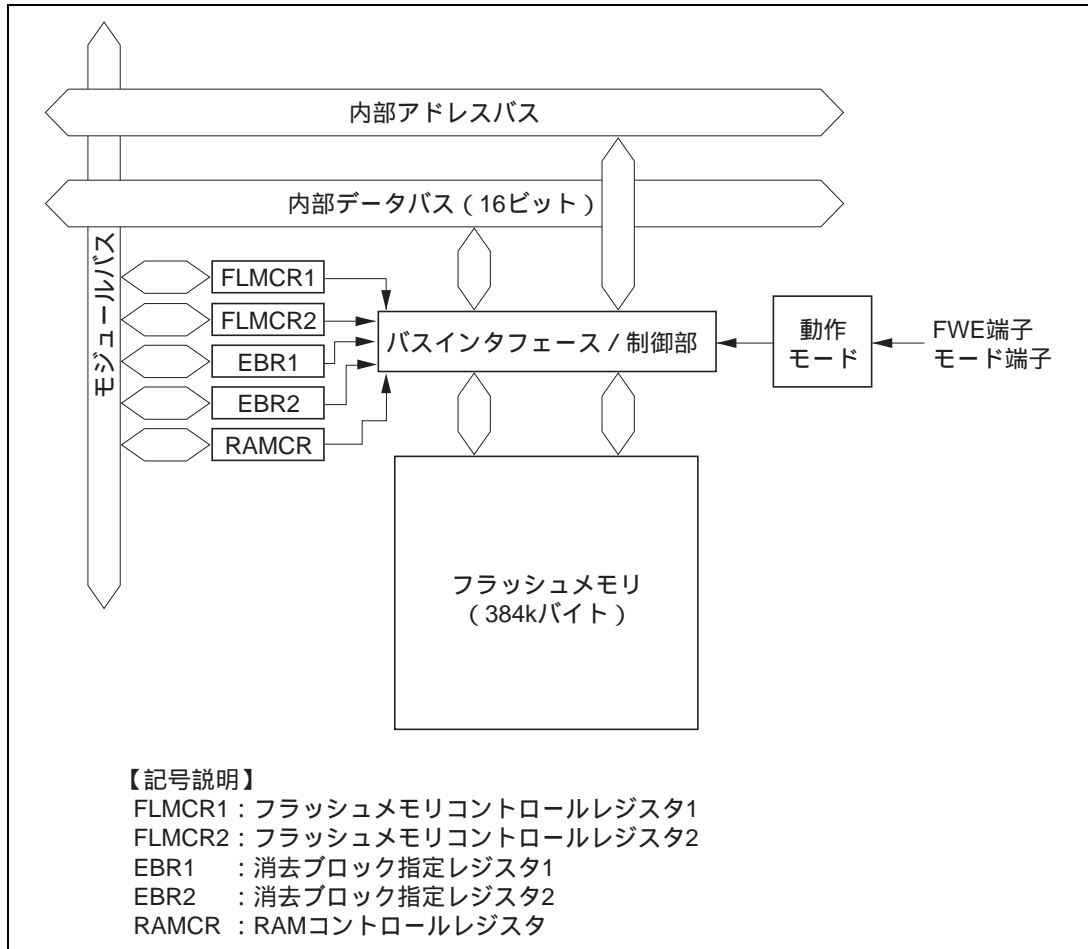 内部アドレスバス
内部データバス（16ビット）
モジュールバス
FLMCR1
FLMCR2
EBR1
EBR2
RAMCR
バスインタフェース / 制御部
動作
モード
FWE端子
モード端子
フラッシュメモリ
（384kバイト）
【記号説明】
FLMCR1：フラッシュメモリコントロールレジスタ1
FLMCR2：フラッシュメモリコントロールレジスタ2
EBR1 ：消去ブロック指定レジスタ1
EBR2 ：消去ブロック指定レジスタ2
RAMCR ：RAMコントロールレジスタ